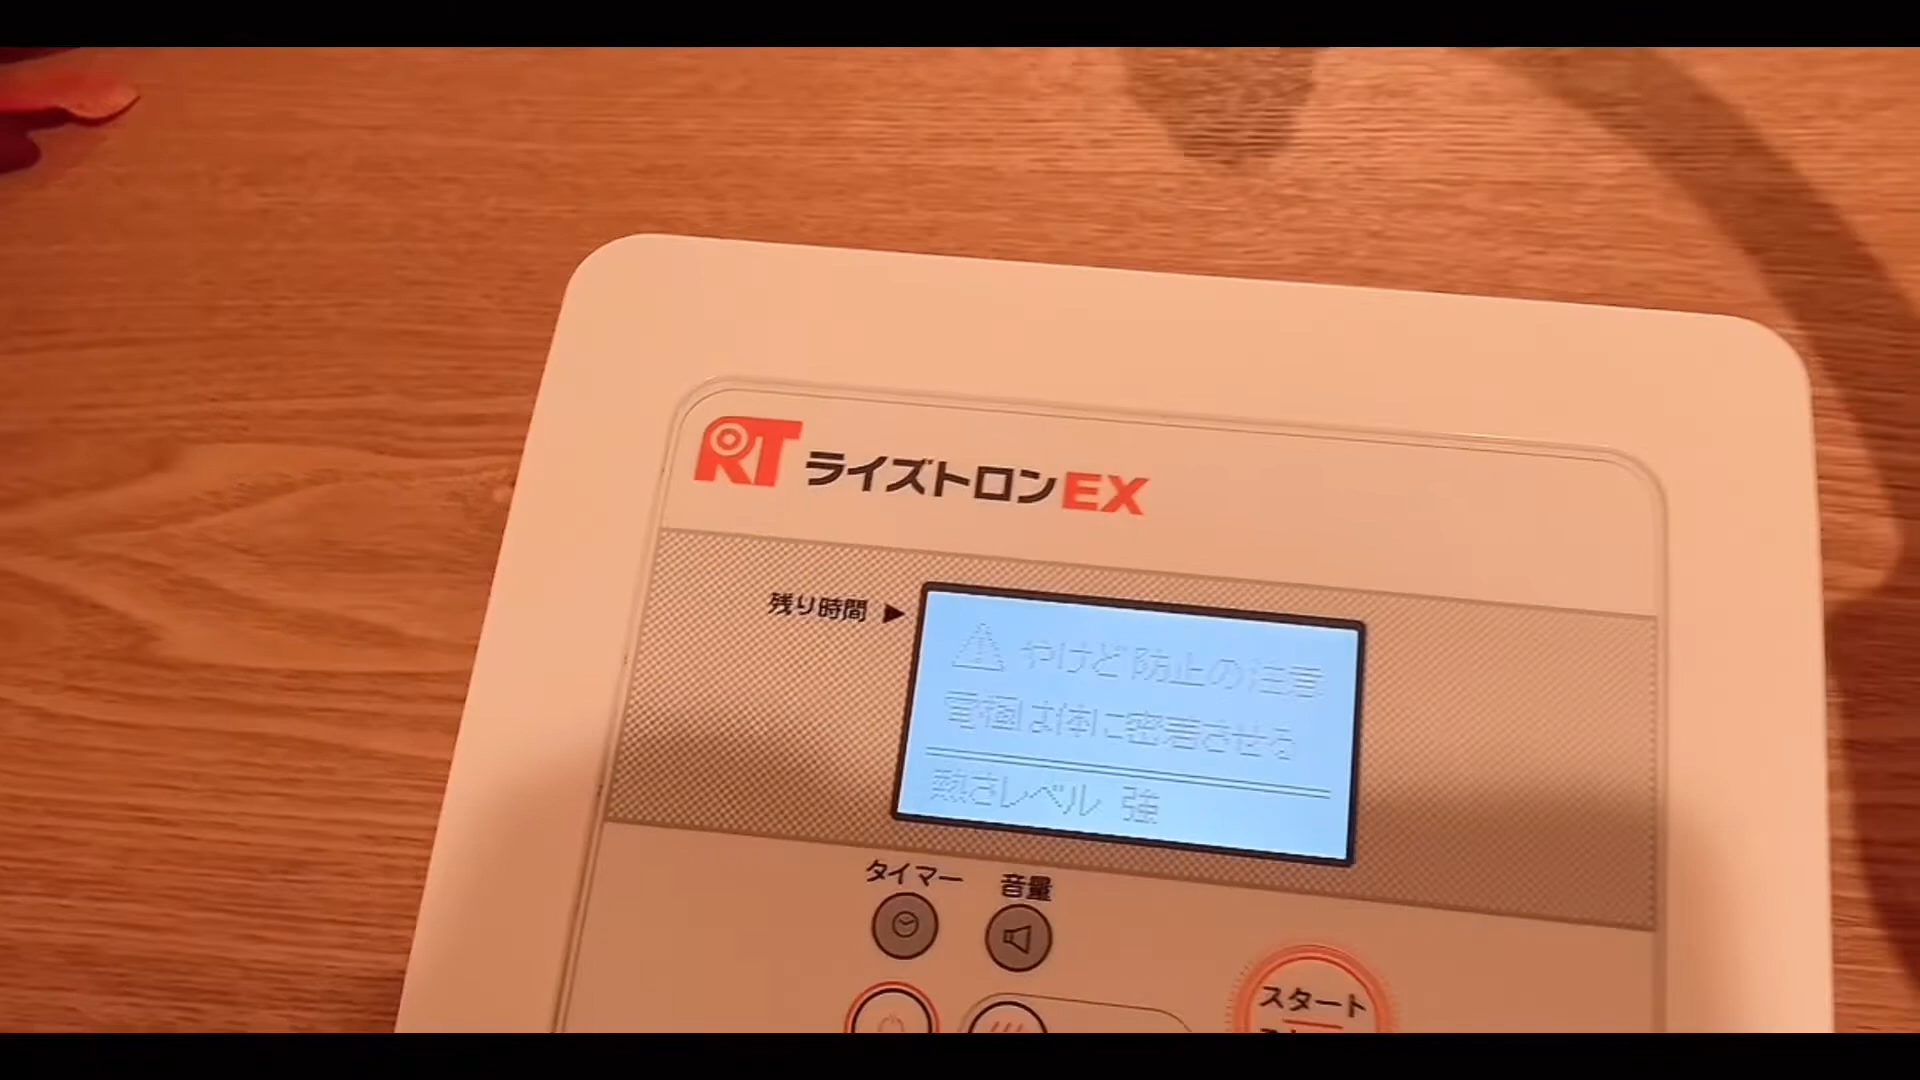 RT ライズトロンEX
残り時間 ▶
⚠ やけど防止の注意
電極は体に密着させる
熱さレベル 強
タイマー 音量
スタート